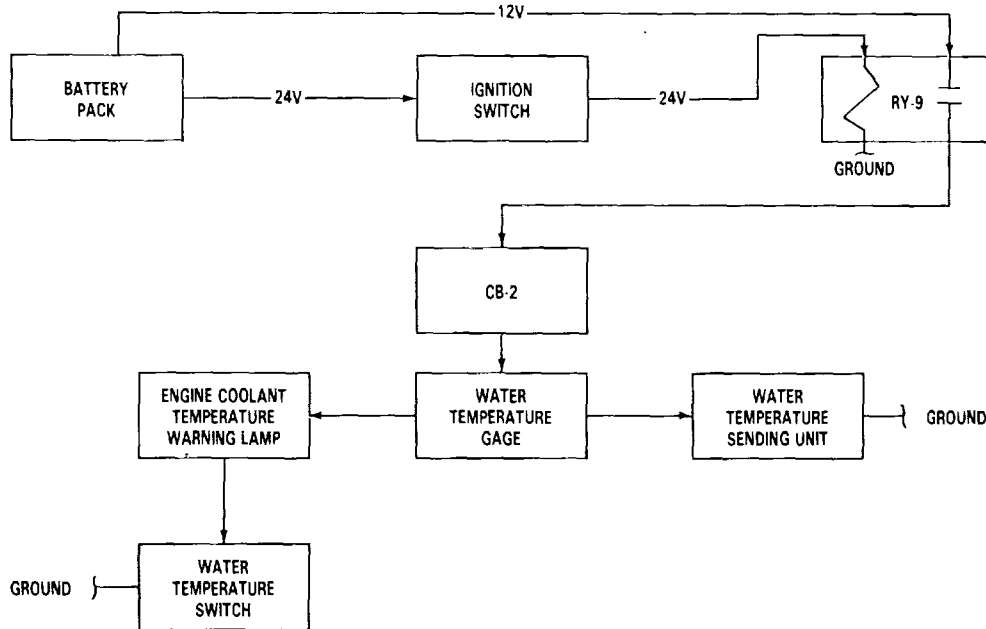 12V
BATTERY
PACK
24V
IGNITION
SWITCH
24V
RY-9
GROUND
CB-2
ENGINE COOLANT
TEMPERATURE
WARNING LAMP
WATER
TEMPERATURE
GAGE
WATER
TEMPERATURE
SENDING UNIT
GROUND
GROUND
WATER
TEMPERATURE
SWITCH